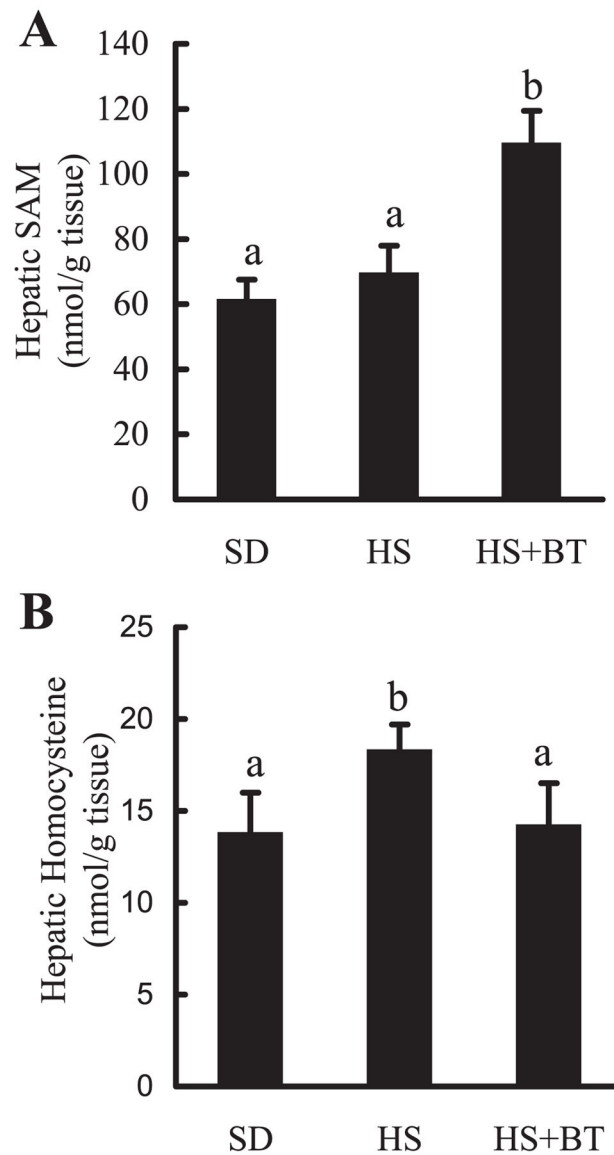 A
Hepatic SAM
(nmol/g tissue)
140
120
100
80
60
40
20
0
a
a
b
SD HS HS+BT
B
Hepatic Homocysteine
(nmol/g tissue)
25
20
15
10
5
0
a
b
a
SD HS HS+BT